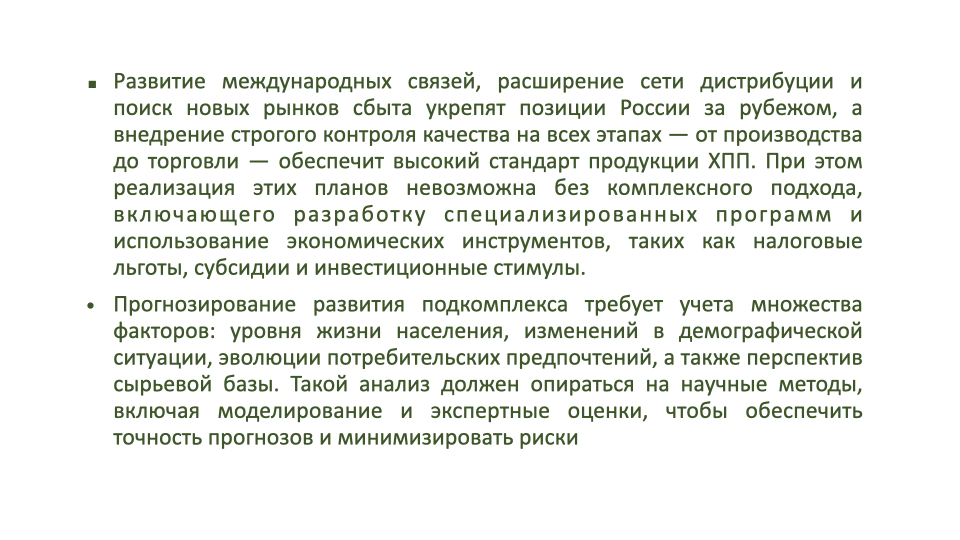 ▪ Развитие международных связей, расширение сети дистрибуции и
поиск новых рынков сбыта укрепят позиции России за рубежом, а
внедрение строгого контроля качества на всех этапах — от производства
до торговли — обеспечит высокий стандарт продукции ХПП. При этом
реализация этих планов невозможна без комплексного подхода,
включающего разработку специализированных программ и
использование экономических инструментов, таких как налоговые
льготы, субсидии и инвестиционные стимулы.
• Прогнозирование развития подкомплекса требует учета множества
факторов: уровня жизни населения, изменений в демографической
ситуации, эволюции потребительских предпочтений, а также перспектив
сырьевой базы. Такой анализ должен опираться на научные методы,
включая моделирование и экспертные оценки, чтобы обеспечить
точность прогнозов и минимизировать риски